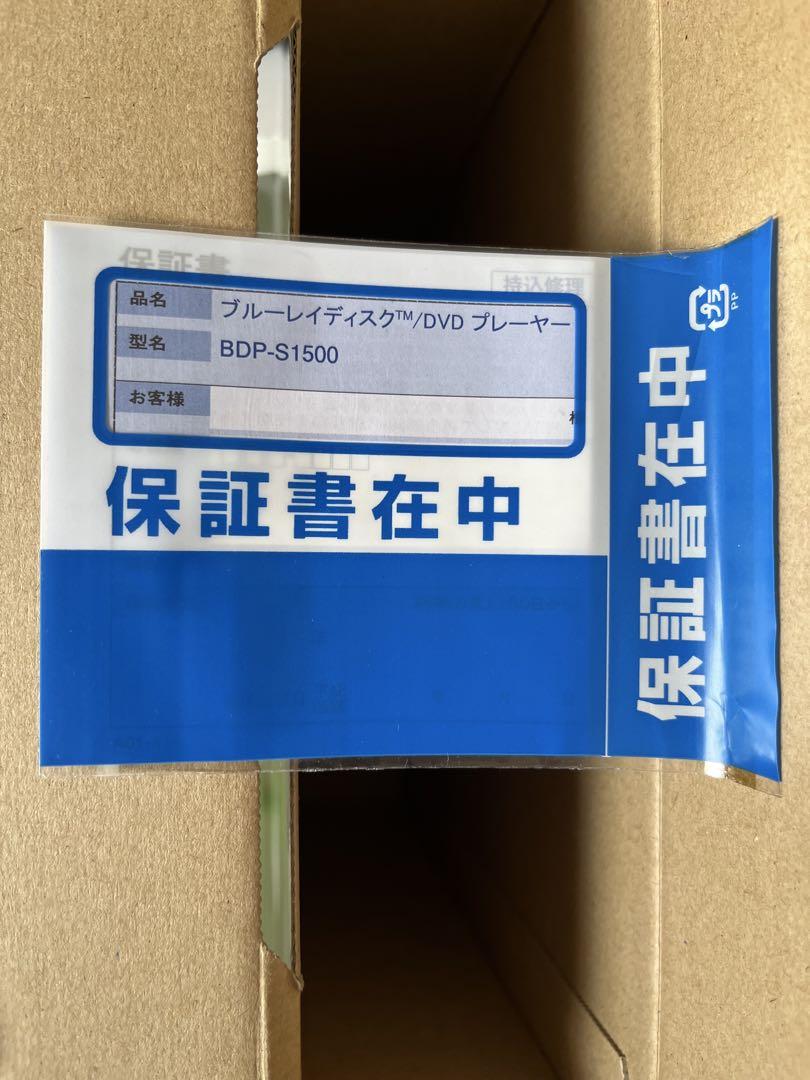 保証書
持込修理
品名 ブルーレイディスク™/DVD プレーヤー
型名 BDP-S1500
お客様
保証書在中
プラ
PP
保証書在中